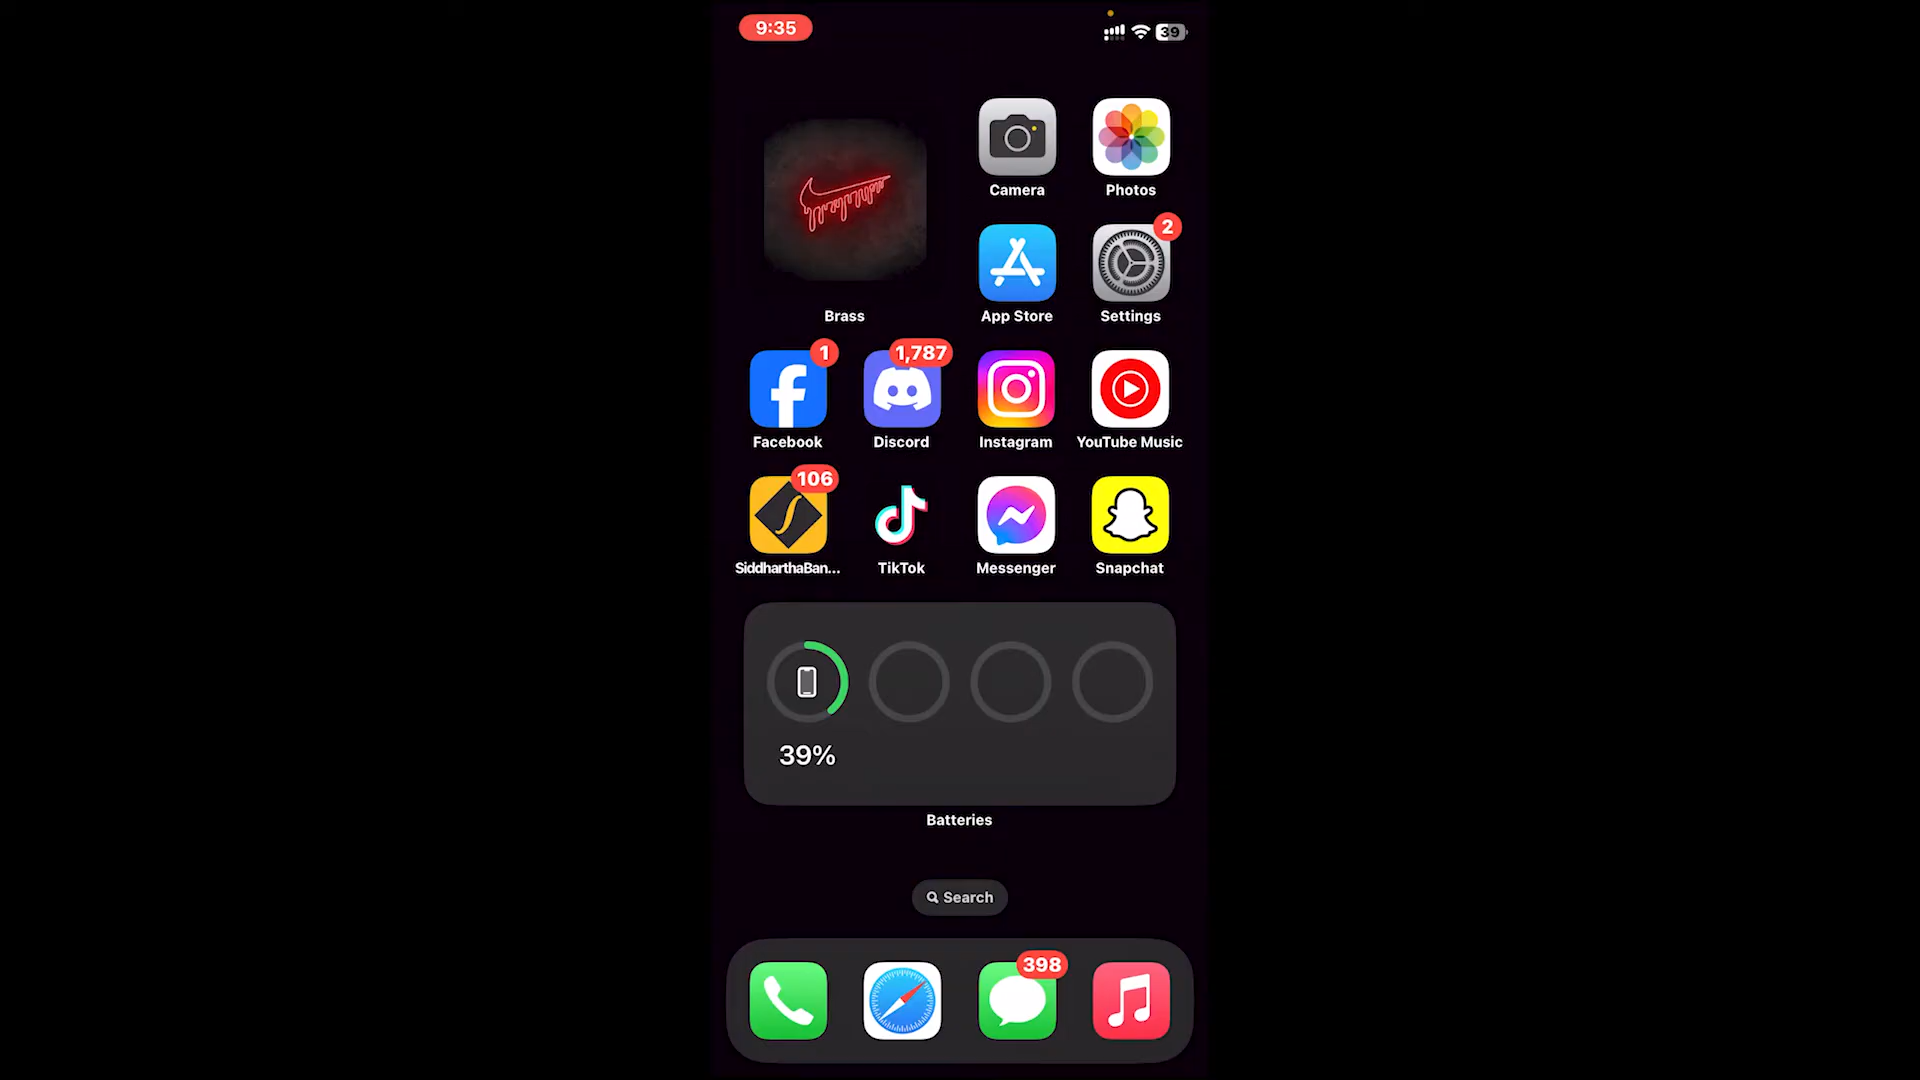 9:35
39
Camera
Photos
2
Brass
App Store
Settings
1
1,787
Facebook
Discord
Instagram
YouTube Music
106
SiddharthaBan...
TikTok
Messenger
Snapchat
39%
Batteries
Search
398